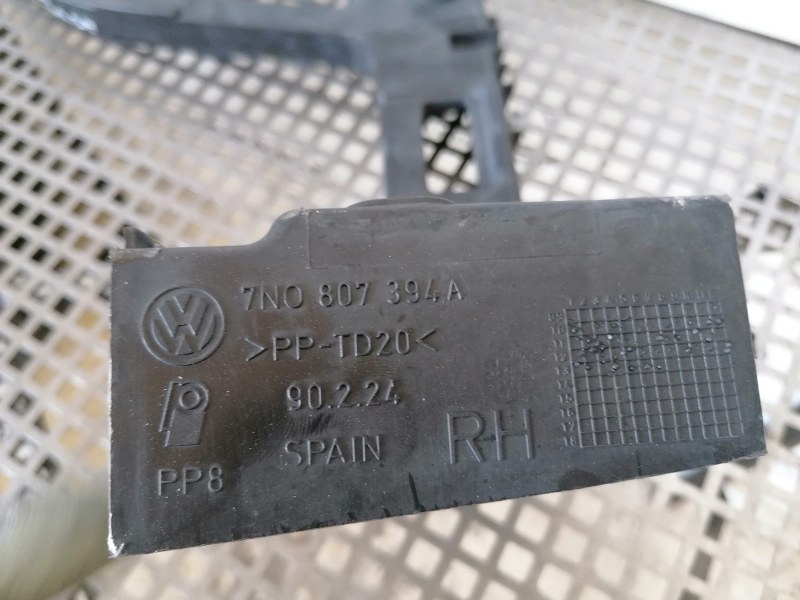 7N0 807 394 A
>PP-TD20<
90.2.24
SPAIN
RH
PP8